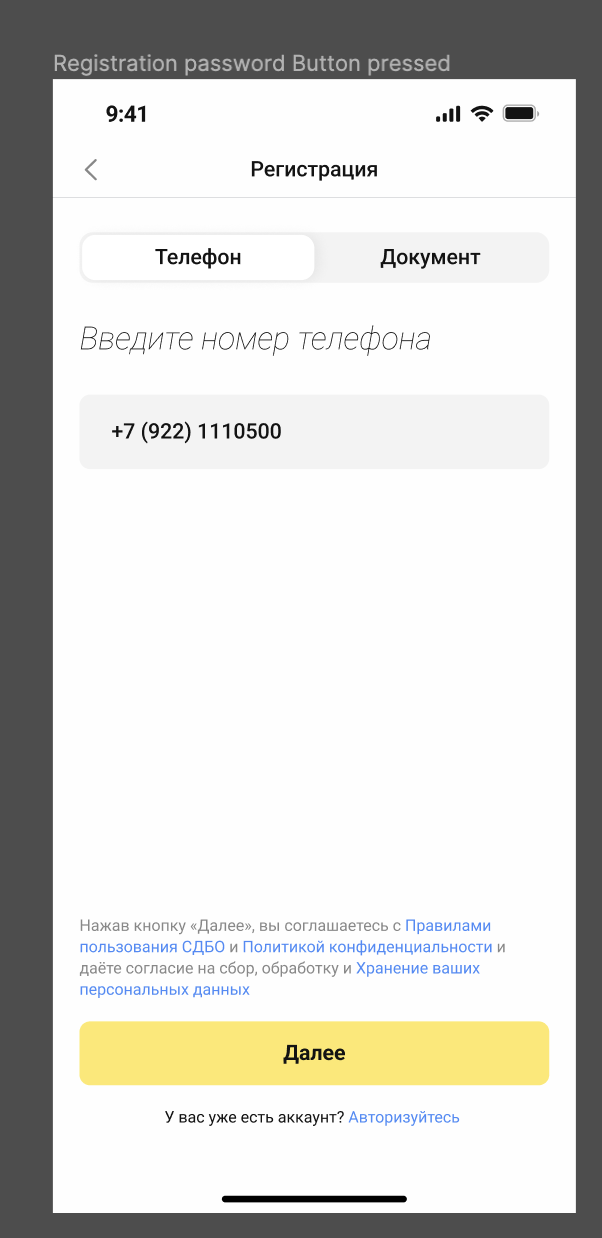 Registration password Button pressed
9:41
Регистрация
Телефон
Документ
Введите номер телефона
+7 (922) 1110500
Нажав кнопку «Далее», вы соглашаетесь с Правилами
пользования СДБО и Политикой конфиденциальности и
даёте согласие на сбор, обработку и Хранение ваших
персональных данных
Далее
У вас уже есть аккаунт? Авторизуйтесь